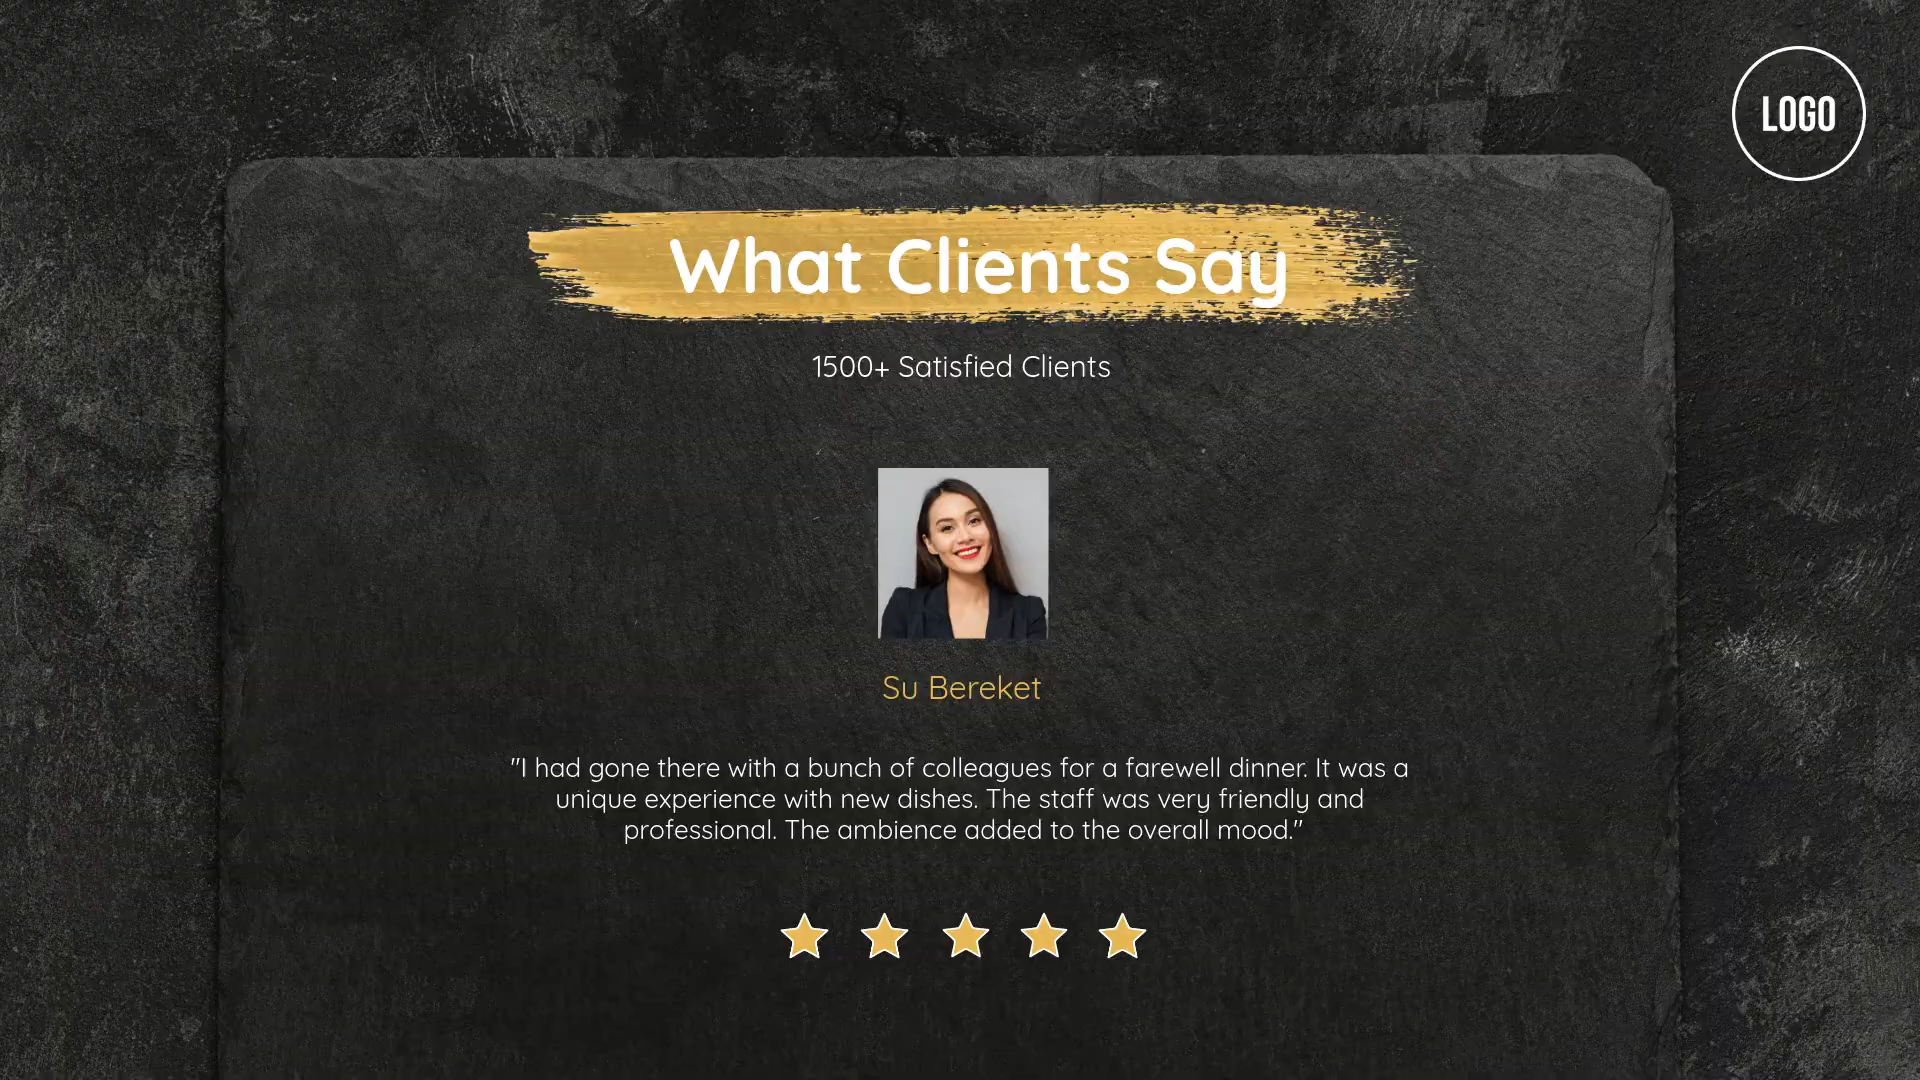 LOGO
What Clients Say
1500+ Satisfied Clients
Su Bereket
"I had gone there with a bunch of colleagues for a farewell dinner. It was a
unique experience with new dishes. The staff was very friendly and
professional. The ambience added to the overall mood."